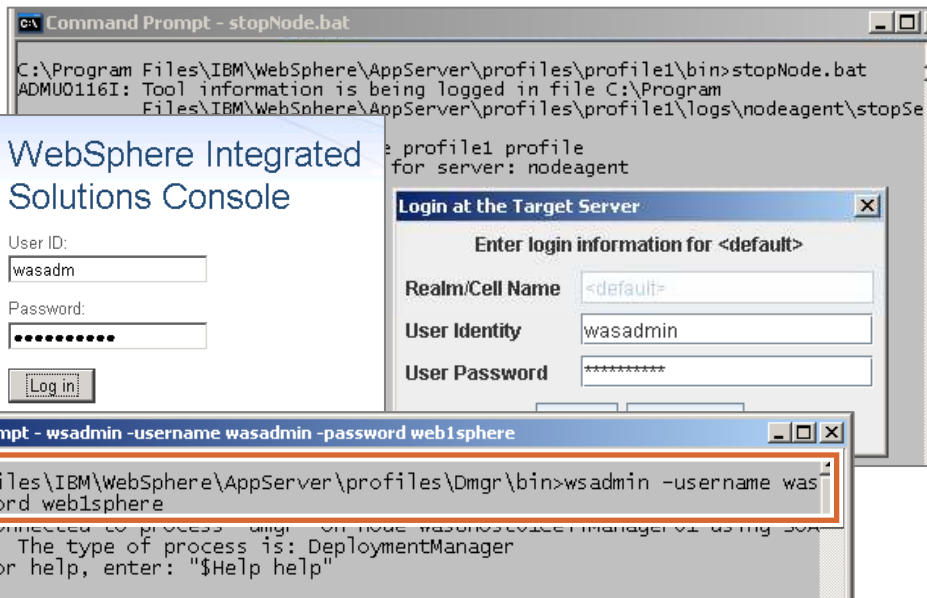 Command Prompt - stopNode.bat
C:\Program Files\IBM\WebSphere\AppServer\profiles\profile1\bin>stopNode.bat
ADMU0116I: Tool information is being logged in file C:\Program
Files\IBM\WebSphere\AppServer\profiles\profile1\logs\nodeagent\stopSe
profile1 profile
for server: nodeagent
WebSphere Integrated
Solutions Console
User ID:
wasadm
Password:
••••••••••
Log in
Login at the Target Server
Enter login information for <default>
Realm/Cell Name <default>
User Identity wasadmin
User Password **********
mpt - wsadmin -username wasadmin -password web1sphere
iles\IBM\WebSphere\AppServer\profiles\Dmgr\bin>wsadmin -username was
ord web1sphere
to process on node using
The type of process is: DeploymentManager
or help, enter: "$Help help"